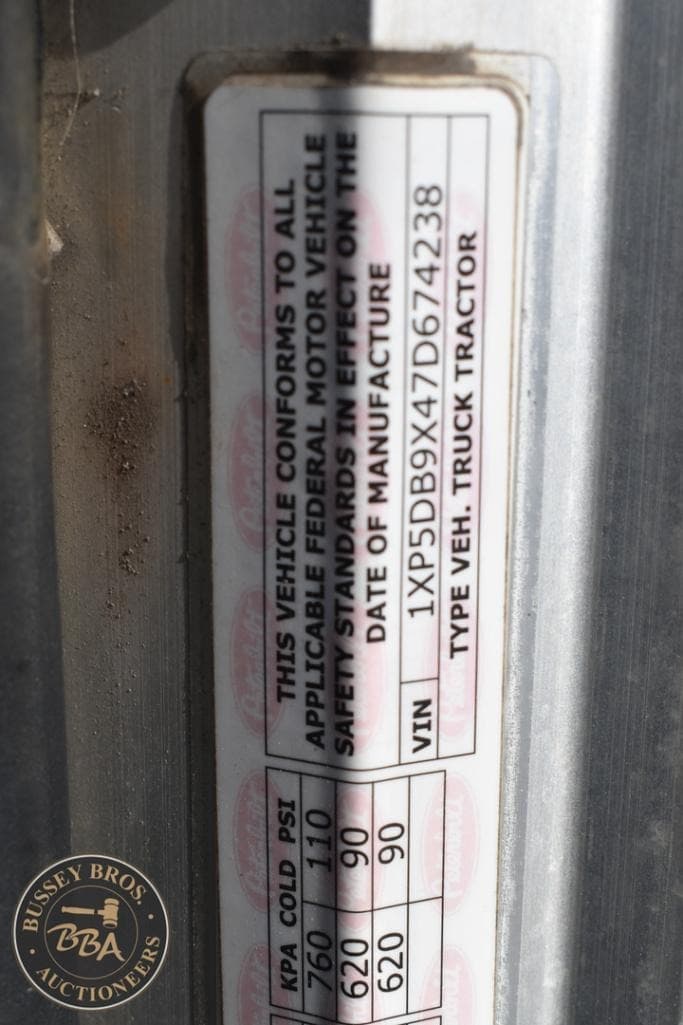 THIS VEHICLE CONFORMS TO ALL
APPLICABLE FEDERAL MOTOR VEHICLE
SAFETY STANDARDS IN EFFECT ON THE
DATE OF MANUFACTURE
VIN 1XP5DB9X47D674238
TYPE VEH. TRUCK TRACTOR
KPA COLD PSI
760 110
620 90
620 90
Peterbilt
BUSSEY BROS.
BBA
AUCTIONEERS